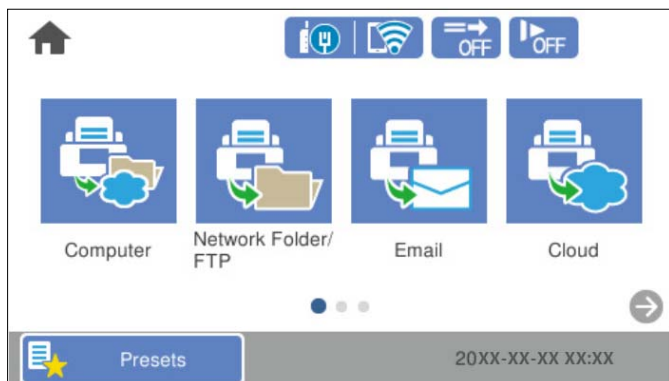 OFF
OFF
Computer
Network Folder/
FTP
Email
Cloud
Presets
20XX-XX-XX XX:XX